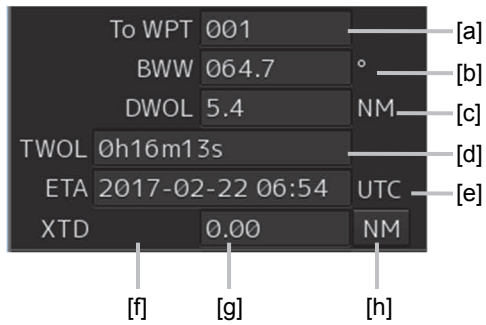 To WPT 001 [a]
BWW 064.7 ° [b]
DWOL 5.4 NM [c]
TWOL 0h16m13s [d]
ETA 2017-02-22 06:54 UTC [e]
XTD 0.00 NM
[f] [g] [h]